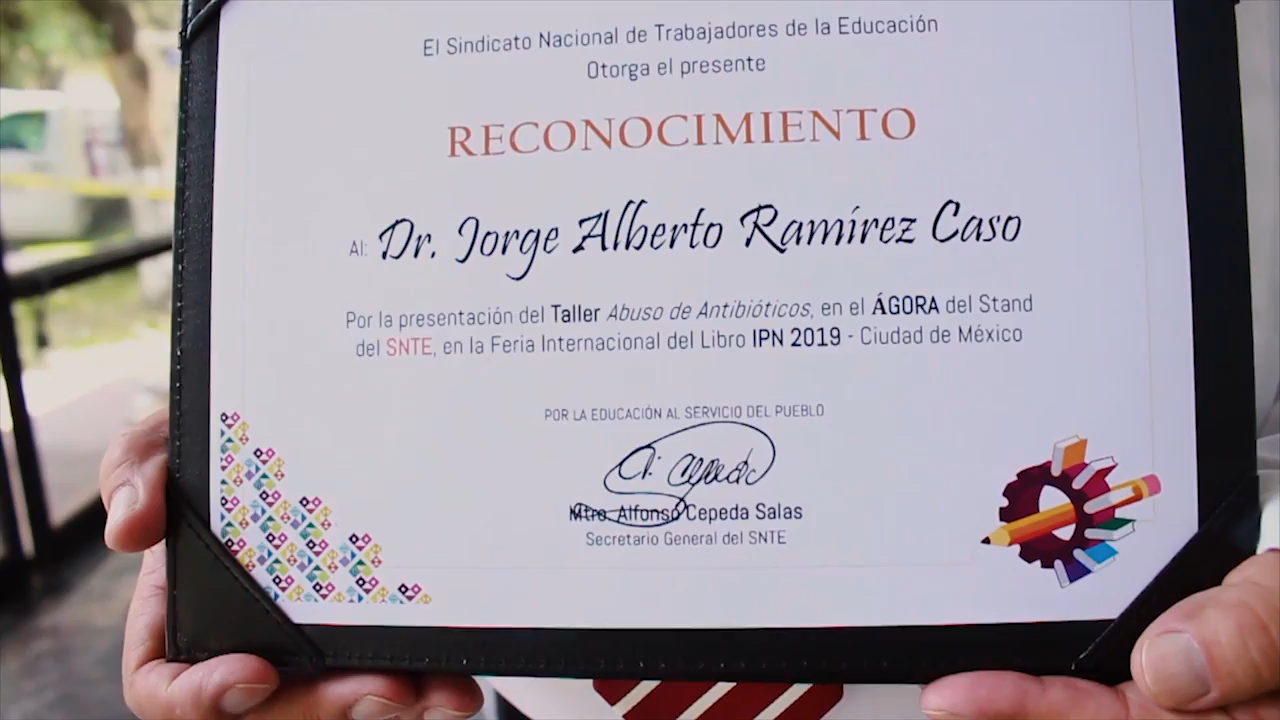 El Sindicato Nacional de Trabajadores de la Educación
Otorga el presente
RECONOCIMIENTO
Al: Dr. Jorge Alberto Ramírez Caso
Por la presentación del Taller Abuso de Antibióticos, en el ÁGORA del Stand
del SNTE, en la Feria Internacional del Libro IPN 2019 - Ciudad de México
POR LA EDUCACIÓN AL SERVICIO DEL PUEBLO
A. Cepeda
Mtro. Alfonso Cepeda Salas
Secretario General del SNTE